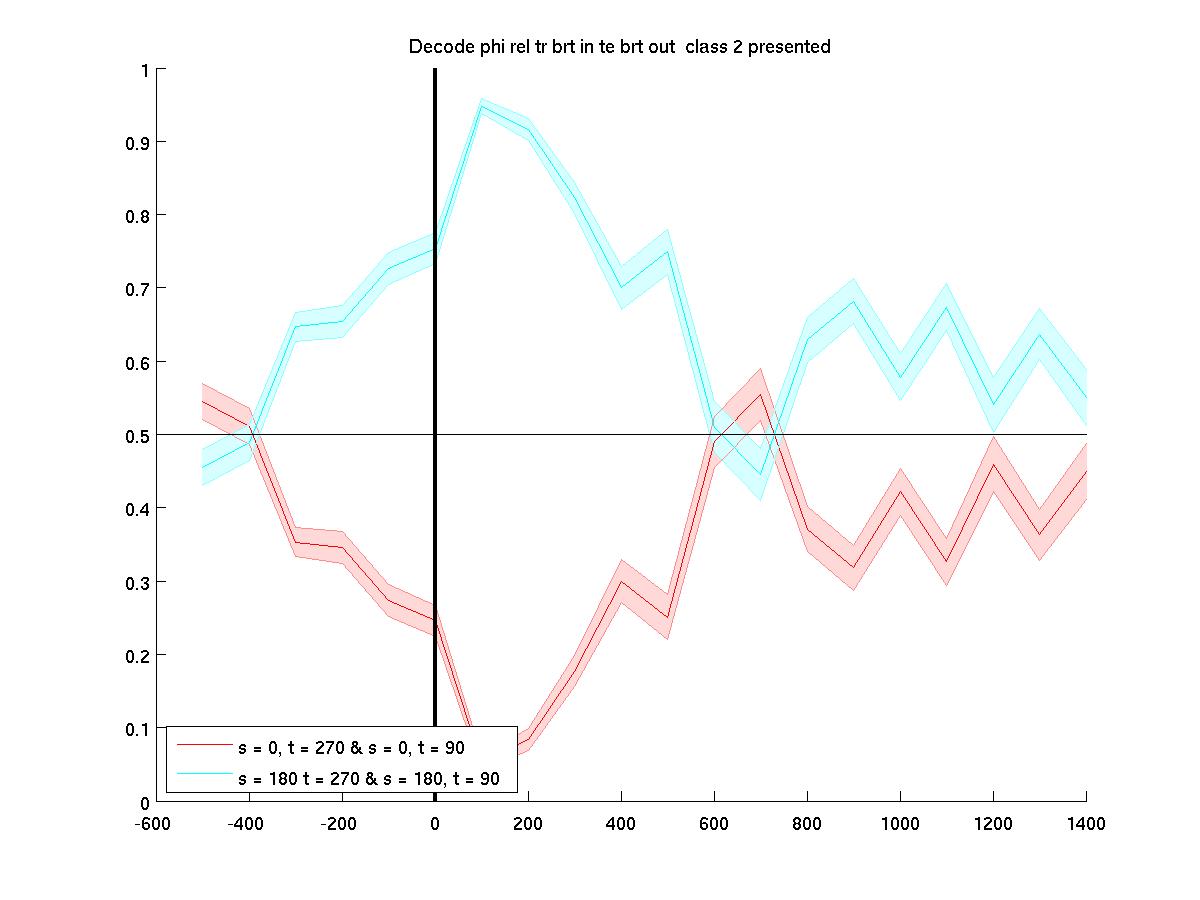 Decode phi rel tr brt in te brt out  class 2 presented
1
0.9
0.8
0.7
0.6
0.5
0.4
0.3
0.2
0.1
0
s = 0, t = 270 & s = 0, t = 90
s = 180 t = 270 & s = 180, t = 90
-600 -400 -200 0 200 400 600 800 1000 1200 1400